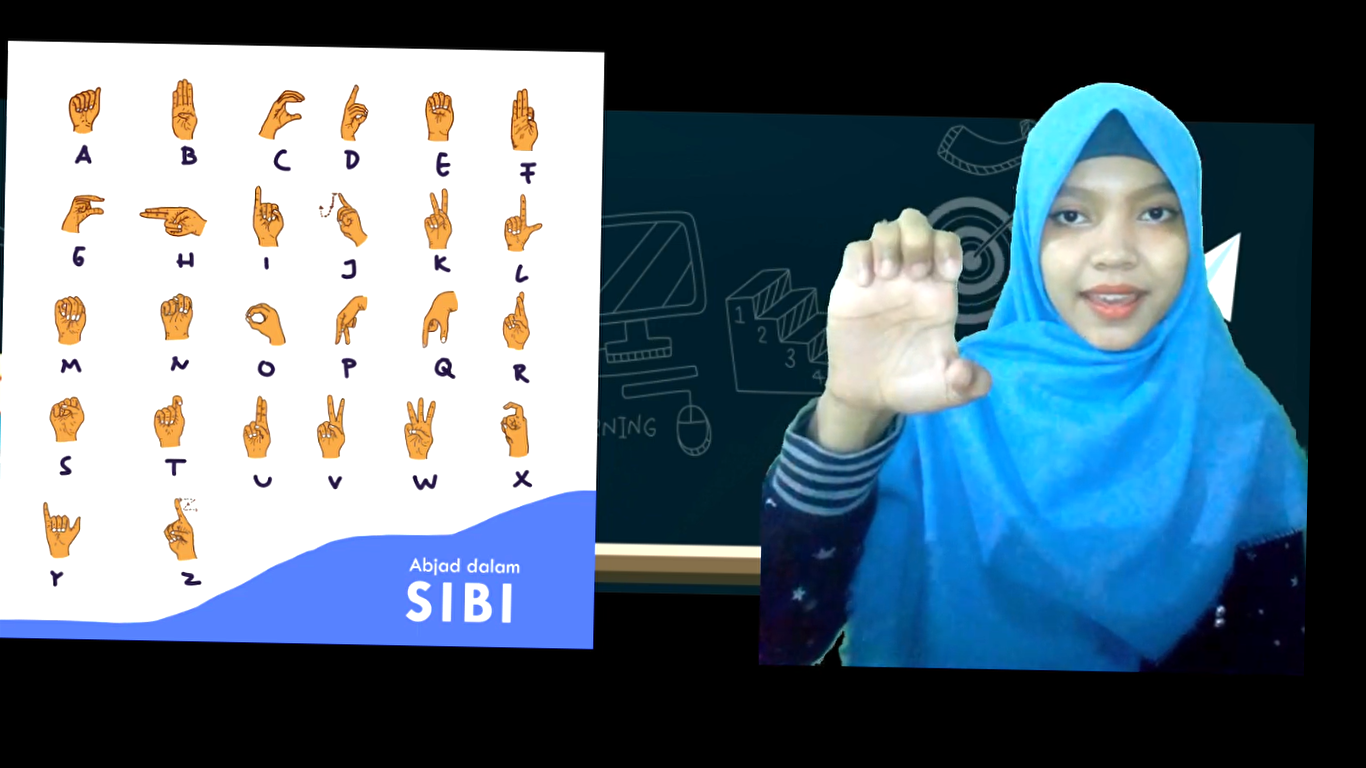 A B C D E F
G H I J K L
M N O P Q R
S T U V W X
Y Z
Abjad dalam
SIBI
1
2
3
4
NING